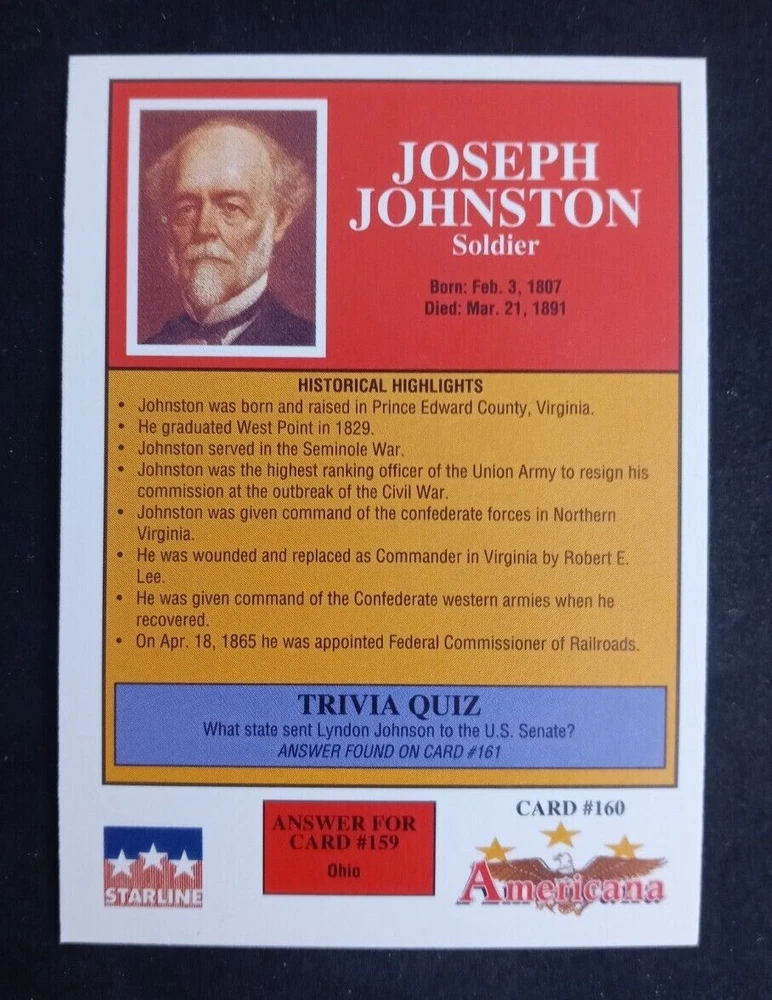 JOSEPH
JOHNSTON
Soldier
Born: Feb. 3, 1807
Died: Mar. 21, 1891
HISTORICAL HIGHLIGHTS
• Johnston was born and raised in Prince Edward County, Virginia.
• He graduated West Point in 1829.
• Johnston served in the Seminole War.
• Johnston was the highest ranking officer of the Union Army to resign his
commission at the outbreak of the Civil War.
• Johnston was given command of the confederate forces in Northern
Virginia.
• He was wounded and replaced as Commander in Virginia by Robert E.
Lee.
• He was given command of the Confederate western armies when he
recovered.
• On Apr. 18, 1865 he was appointed Federal Commissioner of Railroads.
TRIVIA QUIZ
What state sent Lyndon Johnson to the U.S. Senate?
ANSWER FOUND ON CARD #161
STARLINE
ANSWER FOR
CARD #159
Ohio
CARD #160
Americana